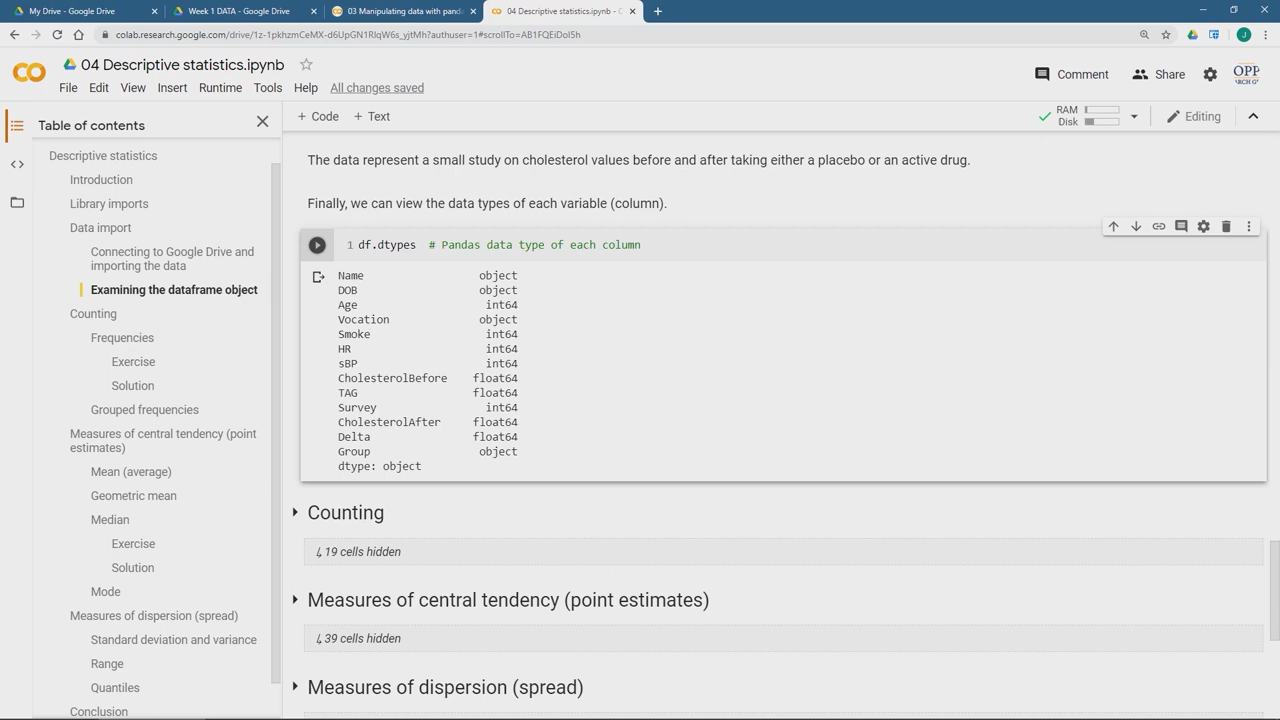 My Drive - Google Drive
Week 1 DATA - Google Drive
03 Manipulating data with panda
04 Descriptive statistics.ipynb - C
colab.research.google.com/drive/1z-1pkhzmCeMX-d6UpGN1RlqW6s_yjtMh?authuser=1#scrollTo=AB1FQEiDoI5h
J
04 Descriptive statistics.ipynb
Comment
Share
OPP
RCH G
File Edit View Insert Runtime Tools Help All changes saved
Table of contents
+ Code + Text
RAM
Disk
Editing
Descriptive statistics
Introduction
Library imports
Data import
Connecting to Google Drive and
importing the data
Examining the dataframe object
Counting
Frequencies
Exercise
Solution
Grouped frequencies
Measures of central tendency (point
estimates)
Mean (average)
Geometric mean
Median
Exercise
Solution
Mode
Measures of dispersion (spread)
Standard deviation and variance
Range
Quantiles
Conclusion
The data represent a small study on cholesterol values before and after taking either a placebo or an active drug.
Finally, we can view the data types of each variable (column).
1 df.dtypes # Pandas data type of each column
Name object
DOB object
Age int64
Vocation object
Smoke int64
HR int64
sBP int64
CholesterolBefore float64
TAG float64
Survey int64
CholesterolAfter float64
Delta float64
Group object
dtype: object
Counting
↳ 19 cells hidden
Measures of central tendency (point estimates)
↳ 39 cells hidden
Measures of dispersion (spread)